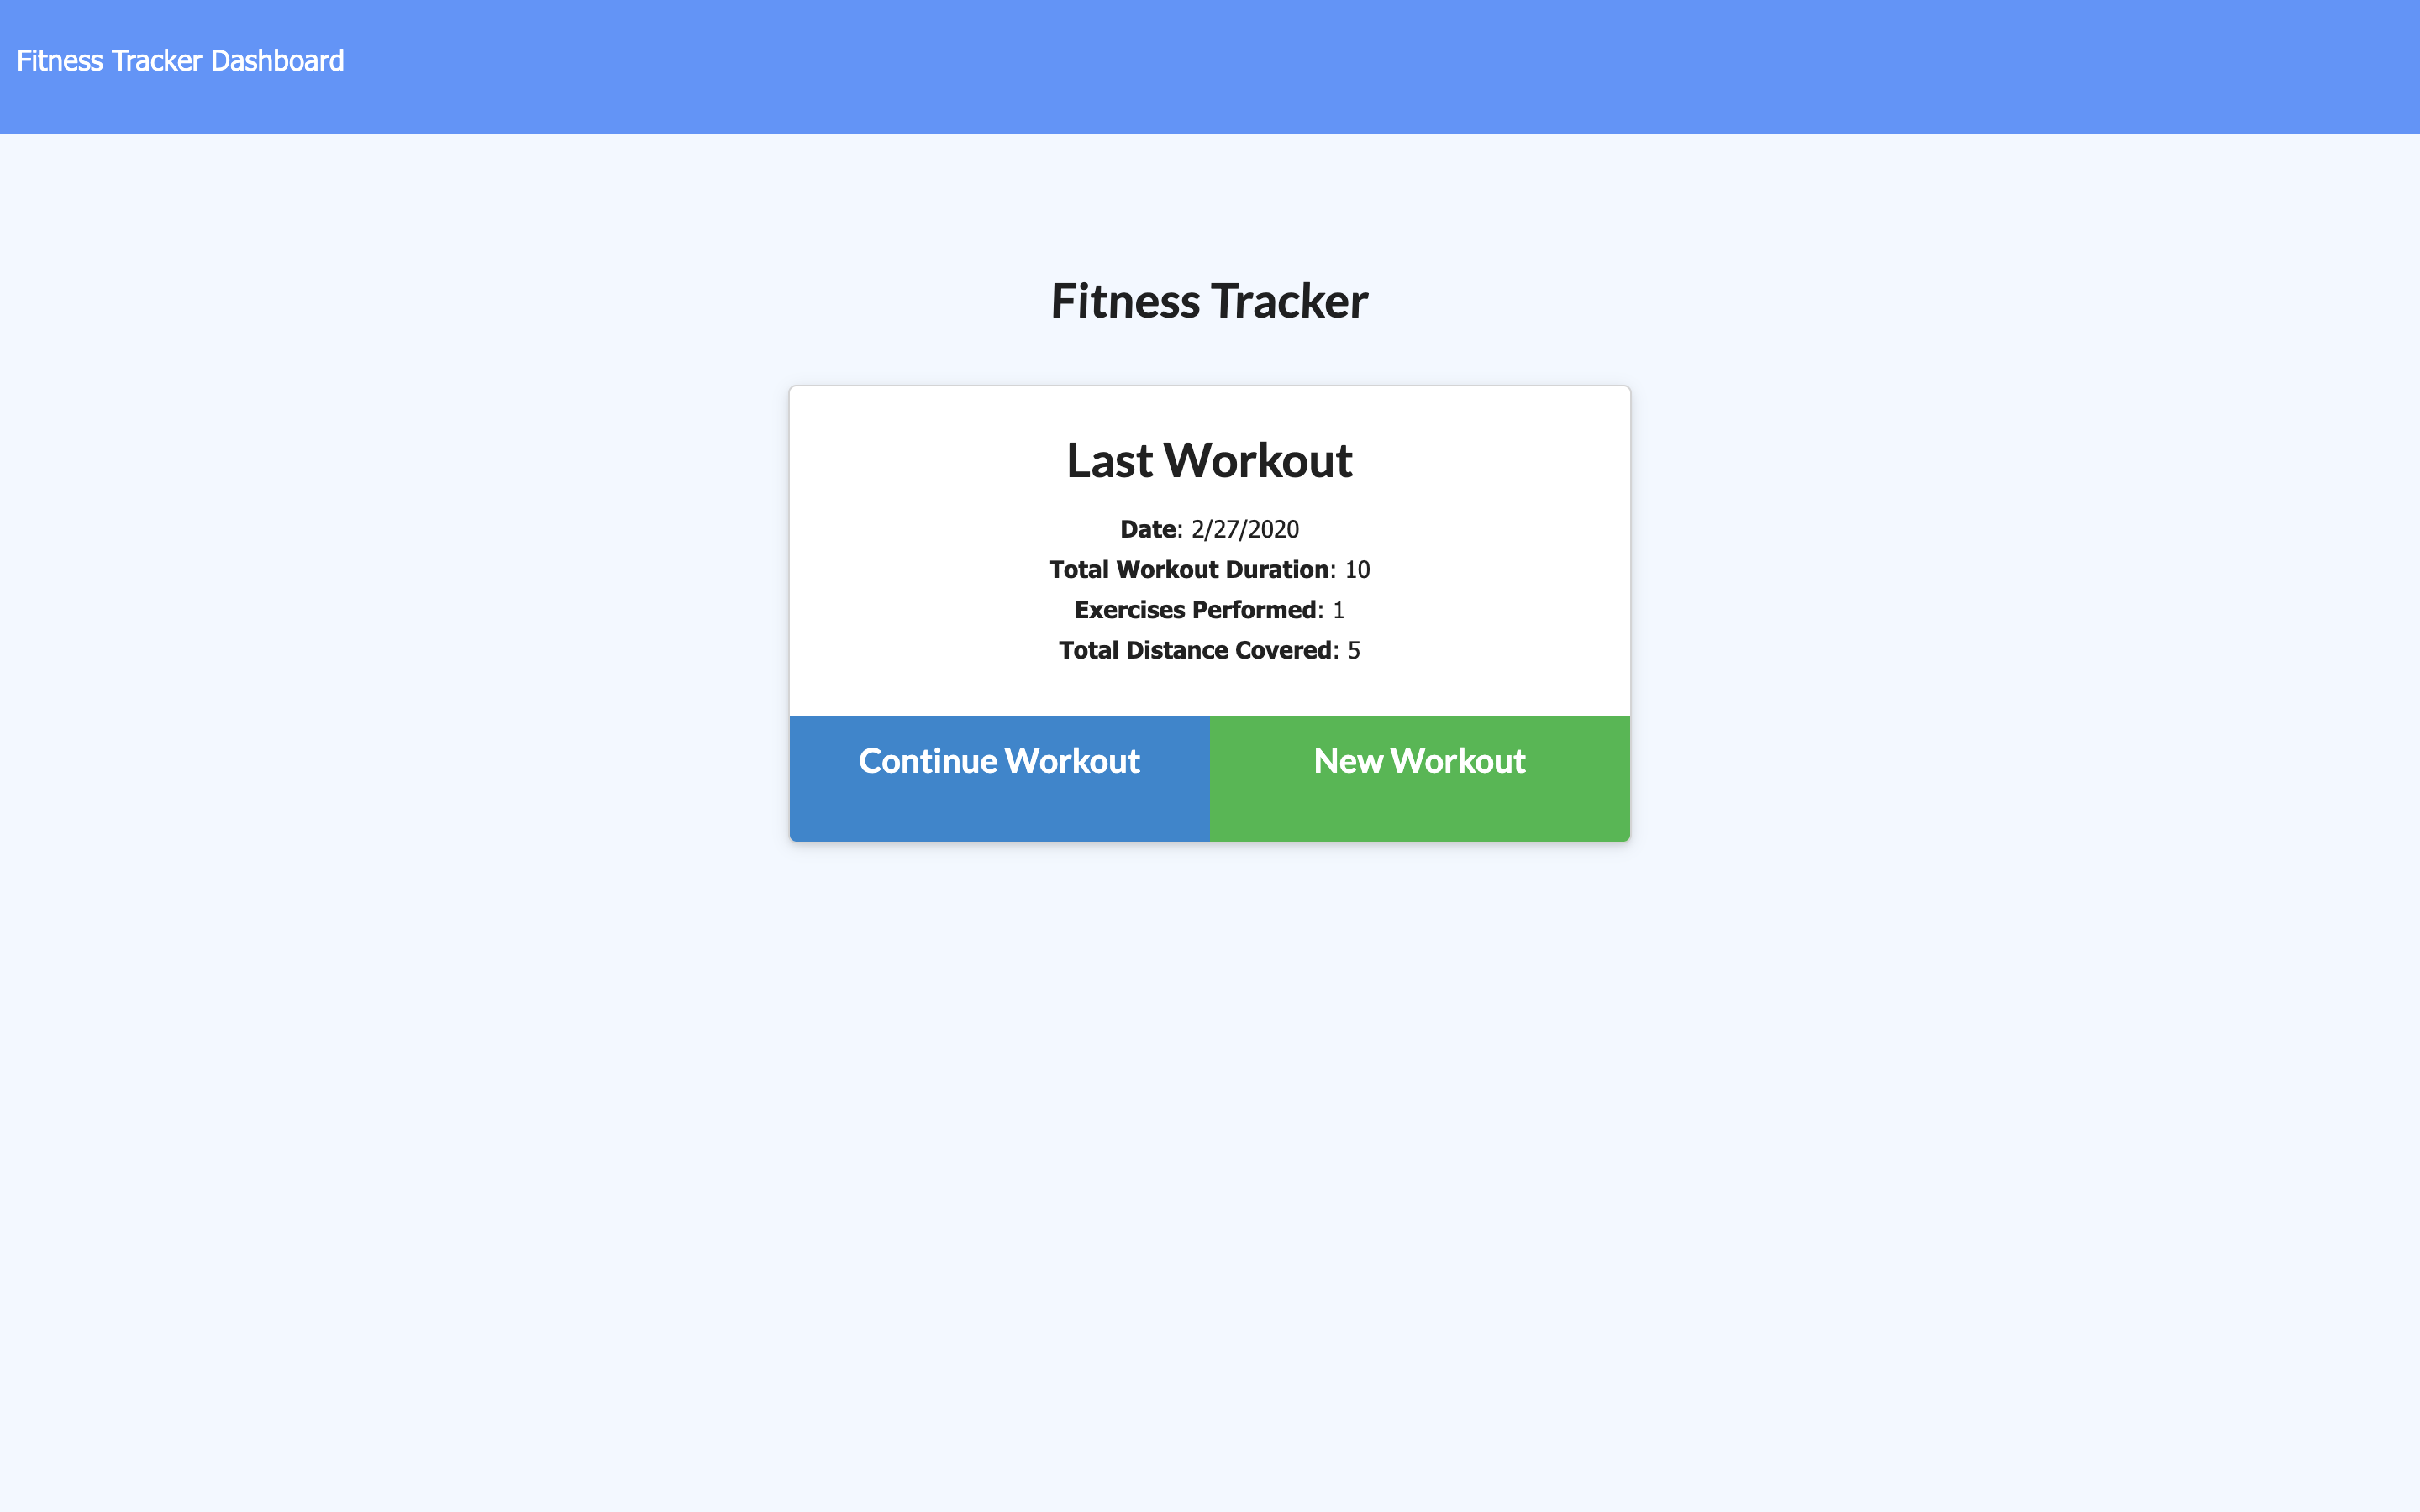 Fitness Tracker Dashboard
Fitness Tracker
Last Workout
Date: 2/27/2020
Total Workout Duration: 10
Exercises Performed: 1
Total Distance Covered: 5
Continue Workout
New Workout